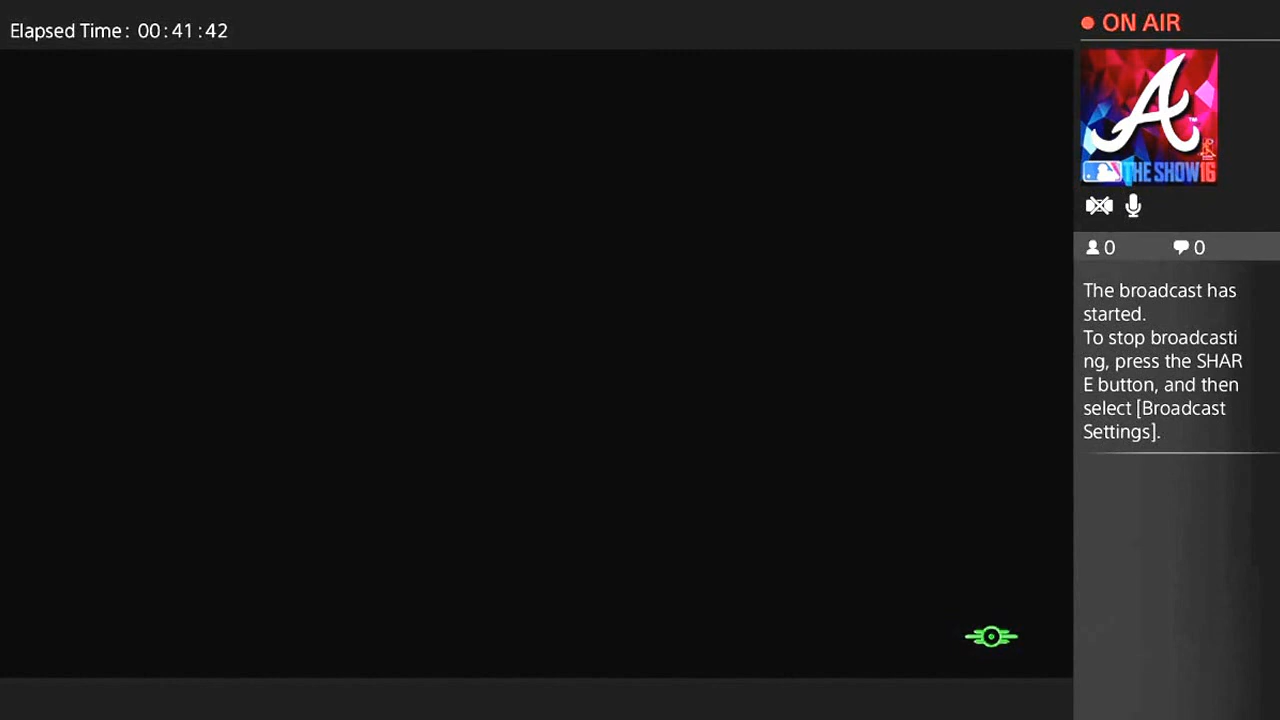 Elapsed Time: 00:41:42
ON AIR
A
THE SHOW16
0 0
The broadcast has
started.
To stop broadcasti
ng, press the SHAR
E button, and then
select [Broadcast
Settings].